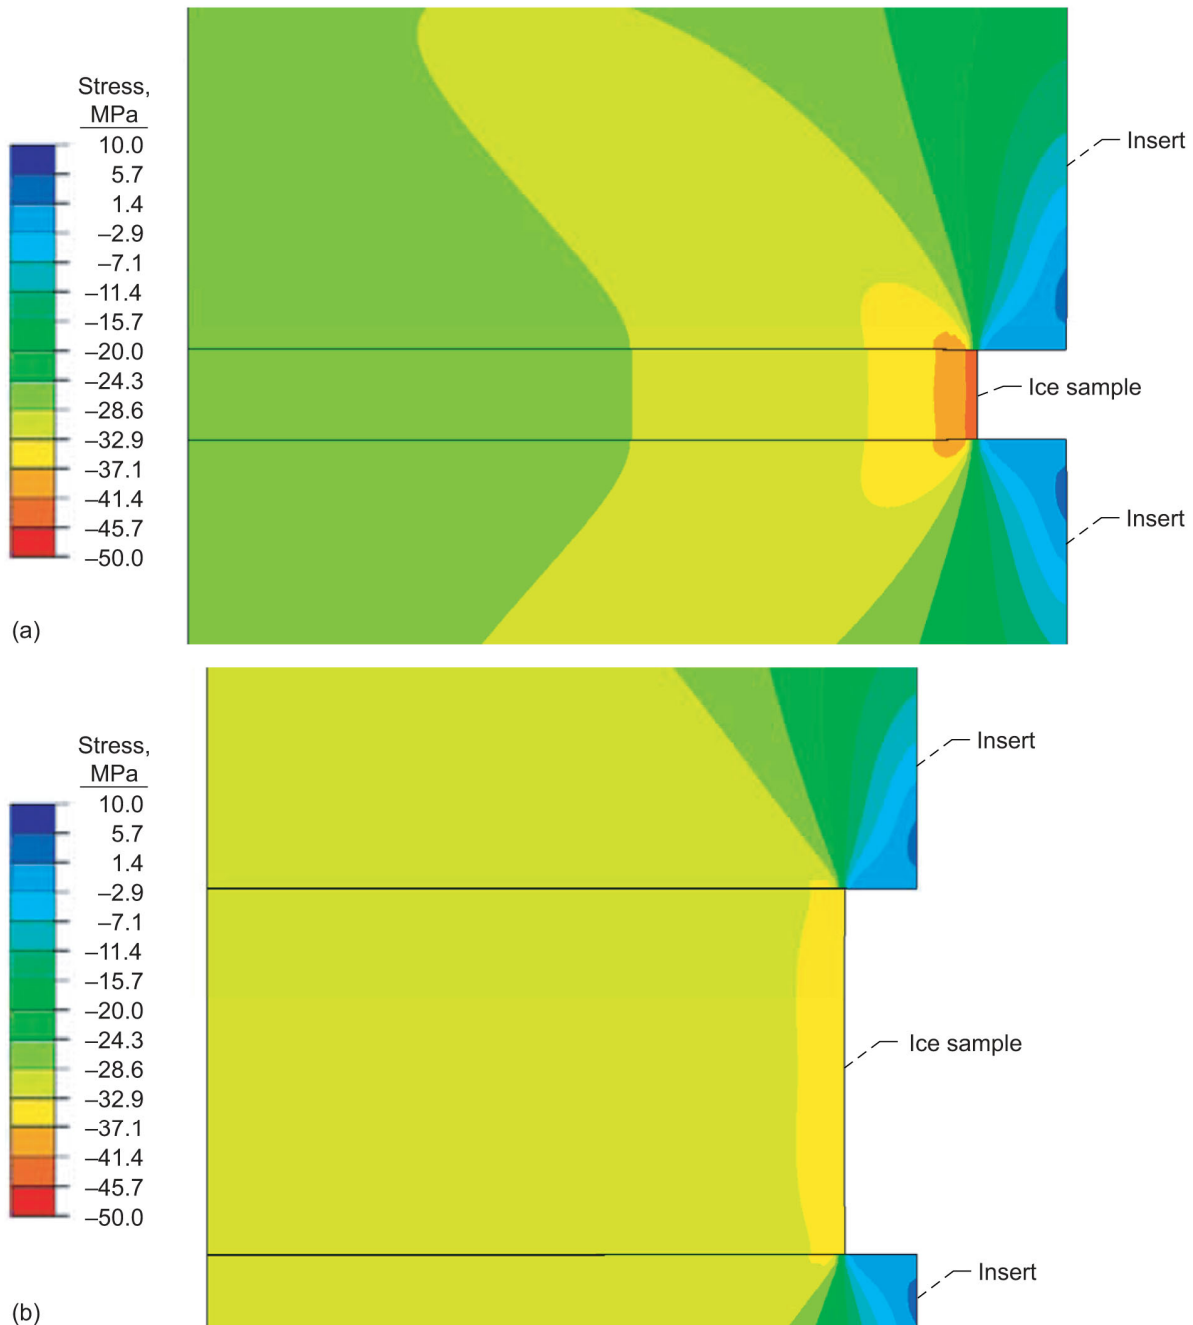 Stress,
MPa
10.0
5.7
1.4
–2.9
–7.1
–11.4
–15.7
–20.0
–24.3
–28.6
–32.9
–37.1
–41.4
–45.7
–50.0
Insert
Ice sample
Insert
(a)
Stress,
MPa
10.0
5.7
1.4
–2.9
–7.1
–11.4
–15.7
–20.0
–24.3
–28.6
–32.9
–37.1
–41.4
–45.7
–50.0
Insert
Ice sample
Insert
(b)